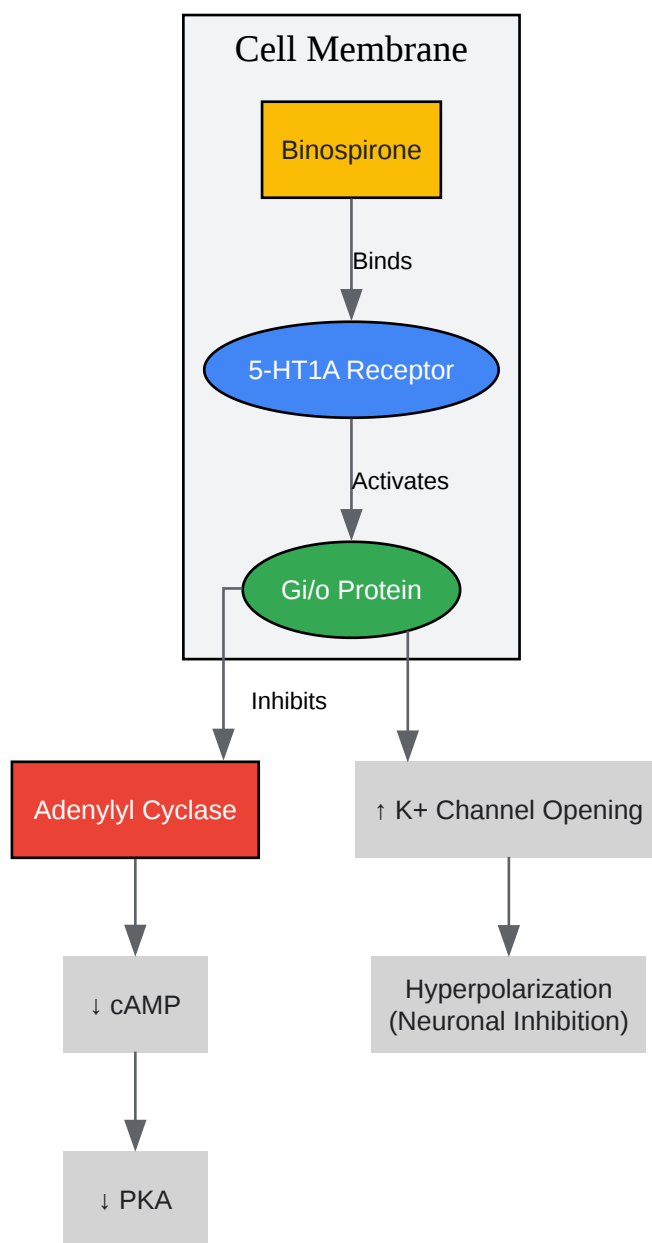 Cell Membrane
Binospirone
Binds
5-HT1A Receptor
Activates
Gi/o Protein
Inhibits
Adenylyl Cyclase
↑ K+ Channel Opening
↓ cAMP
Hyperpolarization
(Neuronal Inhibition)
↓ PKA